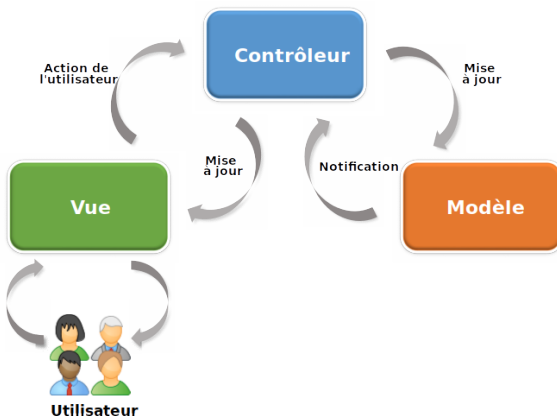 Contrôleur
Action de
l'utilisateur
Mise
à jour
Mise
à jour
Notification
Vue
Modèle
Utilisateur